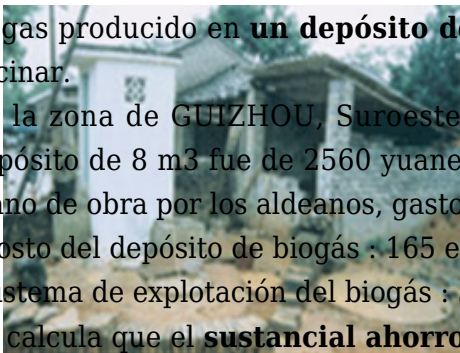 gas producido en un depósito de
cinar.
la zona de GUIZHOU, Suroeste
pósito de 8 m3 fue de 2560 yuane
ano de obra por los aldeanos, gasto
osto del depósito de biogás : 165 e
istema de explotación del biogás :
calcula que el sustancial ahorro